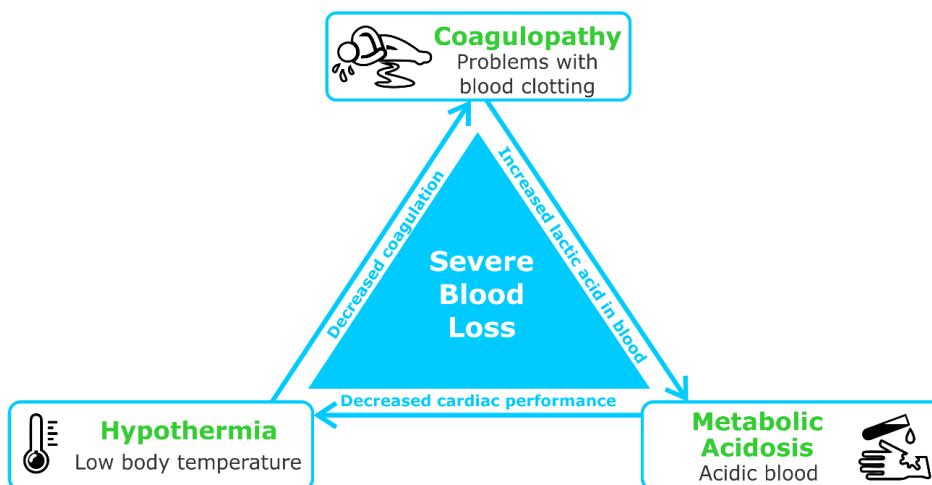 Coagulopathy
Problems with
blood clotting
Decreased coagulation
Increased lactic acid in blood
Severe
Blood
Loss
Decreased cardiac performance
Hypothermia
Low body temperature
Metabolic
Acidosis
Acidic blood